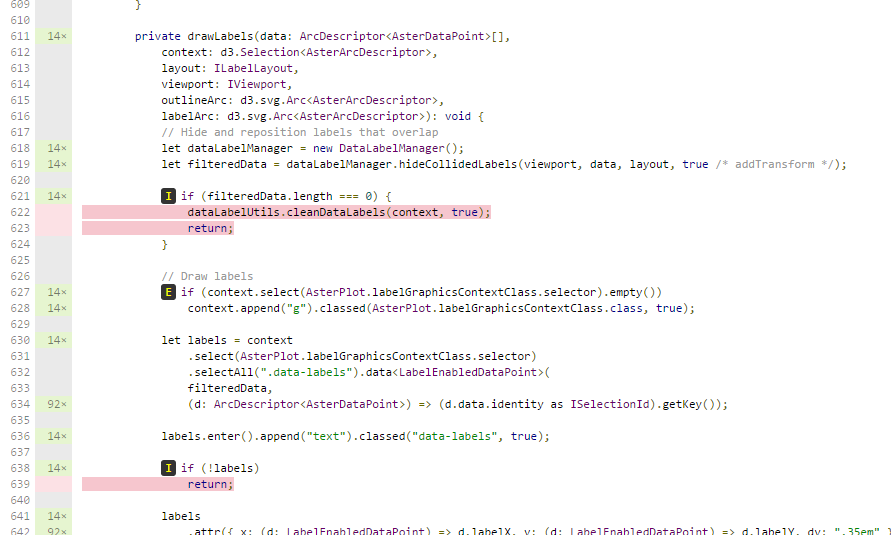 609 }
610
611 14× private drawLabels(data: ArcDescriptor<AsterDataPoint>[],
612 context: d3.Selection<AsterArcDescriptor>,
613 layout: ILabelLayout,
614 viewport: IViewport,
615 outlineArc: d3.svg.Arc<AsterArcDescriptor>,
616 labelArc: d3.svg.Arc<AsterArcDescriptor>): void {
617 // Hide and reposition labels that overlap
618 14× let dataLabelManager = new DataLabelManager();
619 14× let filteredData = dataLabelManager.hideCollidedLabels(viewport, data, layout, true /* addTransform */);
620
621 14× I if (filteredData.length === 0) {
622 dataLabelUtils.cleanDataLabels(context, true);
623 return;
624 }
625
626 // Draw labels
627 14× E if (context.select(AsterPlot.labelGraphicsContextClass.selector).empty())
628 14× context.append("g").classed(AsterPlot.labelGraphicsContextClass.class, true);
629
630 14× let labels = context
631 .select(AsterPlot.labelGraphicsContextClass.selector)
632 .selectAll(".data-labels").data<LabelEnabledDataPoint>(
633 filteredData,
634 92× (d: ArcDescriptor<AsterDataPoint>) => (d.data.identity as ISelectionId).getKey());
635
636 14× labels.enter().append("text").classed("data-labels", true);
637
638 14× I if (!labels)
639 return;
640
641 14× labels
642 92× .attr({ x: (d: LabelEnabledDataPoint) => d.labelX, y: (d: LabelEnabledDataPoint) => d.labelY, dy: ".35em" }